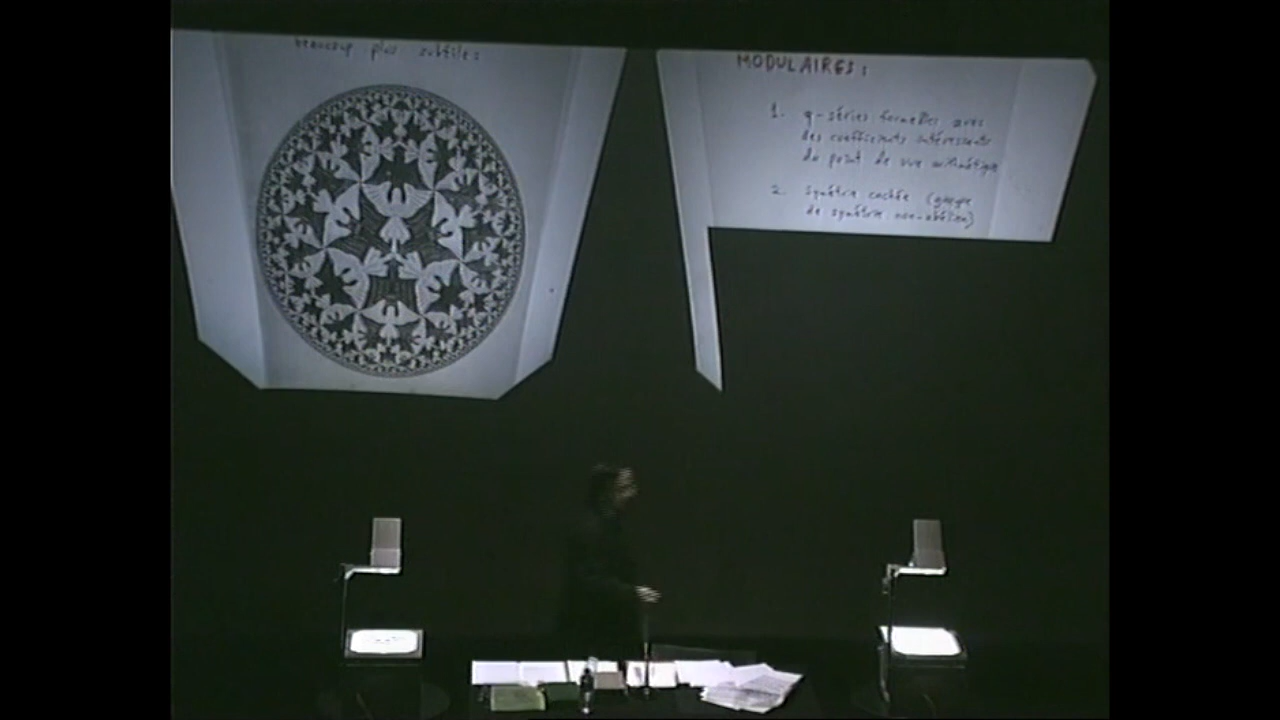 beaucoup plus subtiles
MODULAIRES :
1. q-séries formelles avec
des coefficients intéressants
du point de vue arithmétique
2. Symétrie cachée (groupe
de symétrie non-abélien)